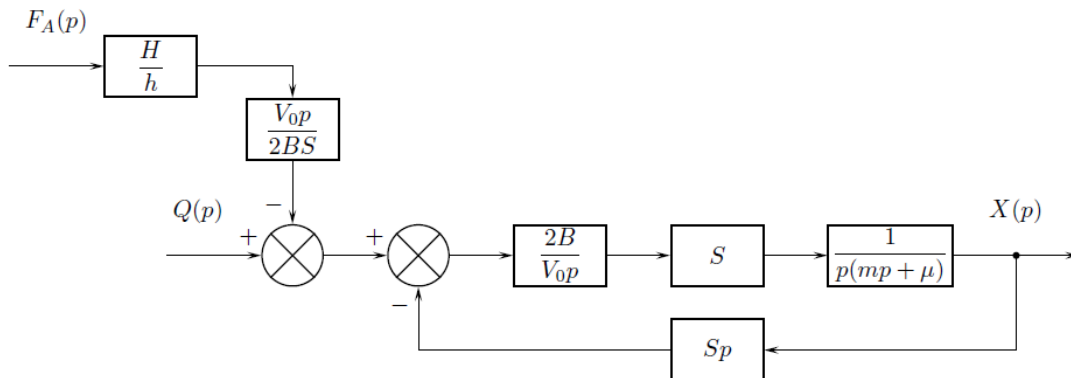 F_A(p)
H
h
V_0p
2BS
−
Q(p)
+
+
−
2B
V_0p
S
1
p(mp + μ)
X(p)
Sp